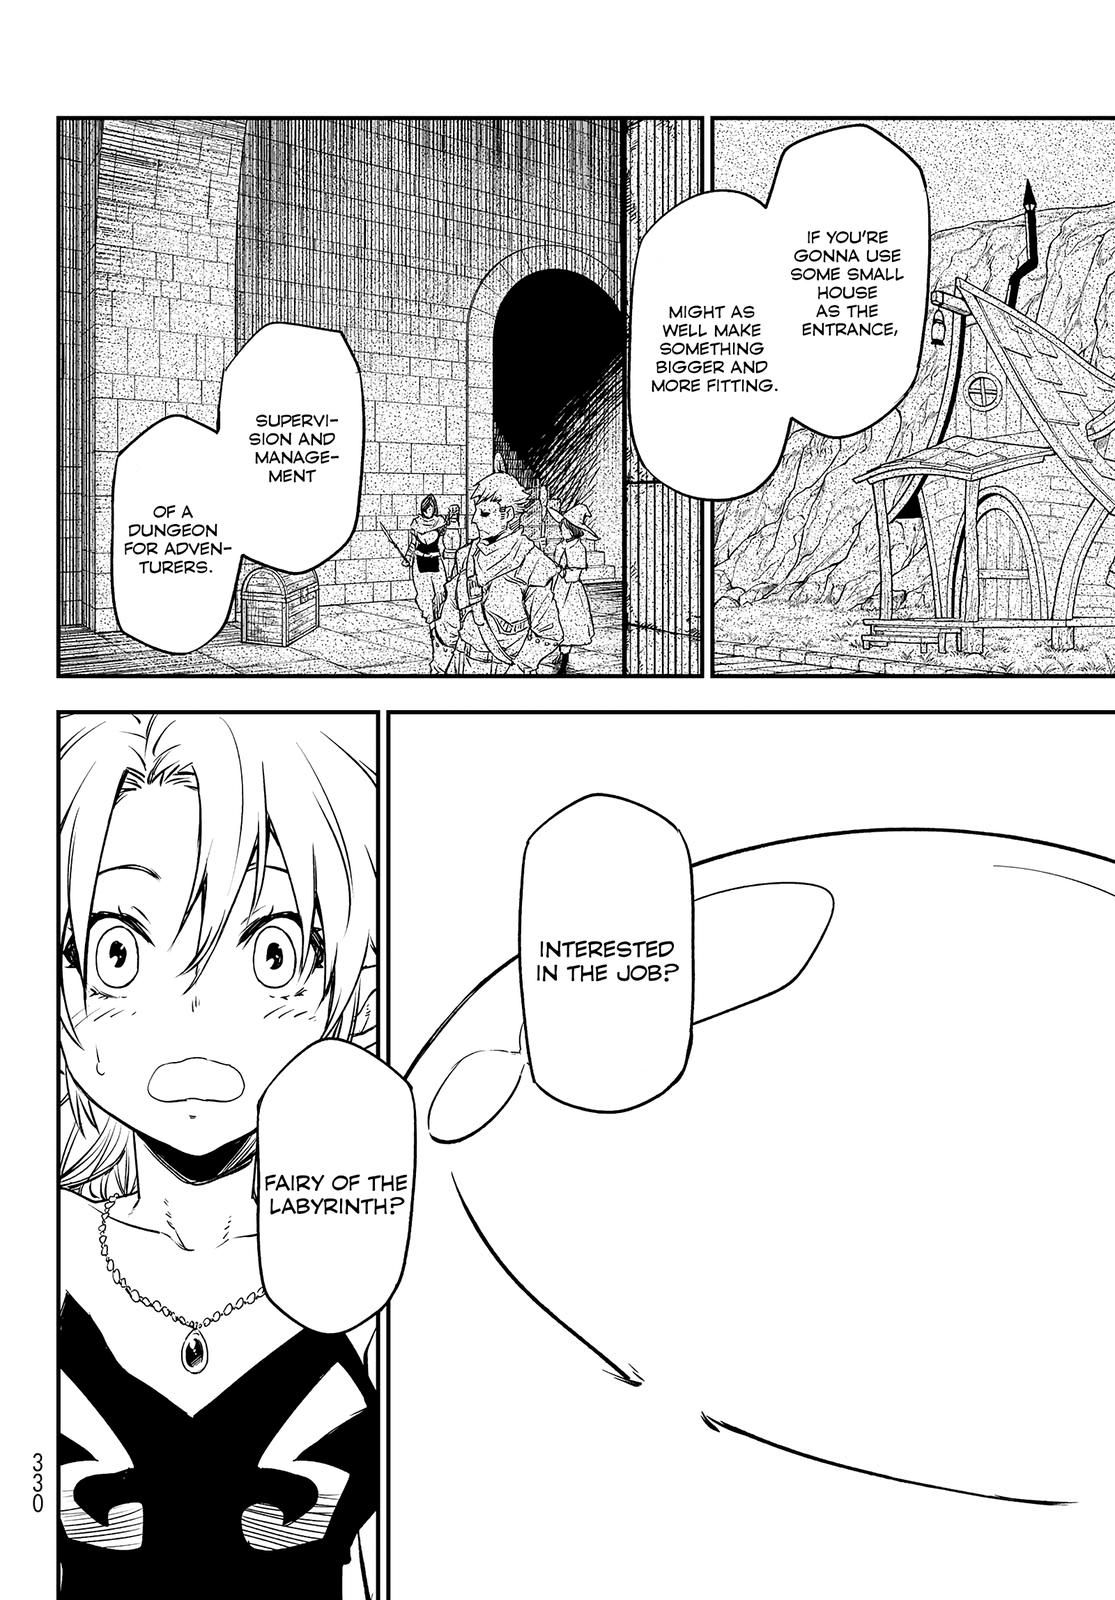 IF YOU'RE
GONNA USE
SOME SMALL
HOUSE
AS THE
ENTRANCE,
MIGHT AS
WELL MAKE
SOMETHING
BIGGER AND
MORE FITTING.
SUPERVI-
SION AND
MANAGE-
MENT
OF A
DUNGEON
FOR ADVEN-
TURERS.
INTERESTED
IN THE JOB?
FAIRY OF THE
LABYRINTH?
330